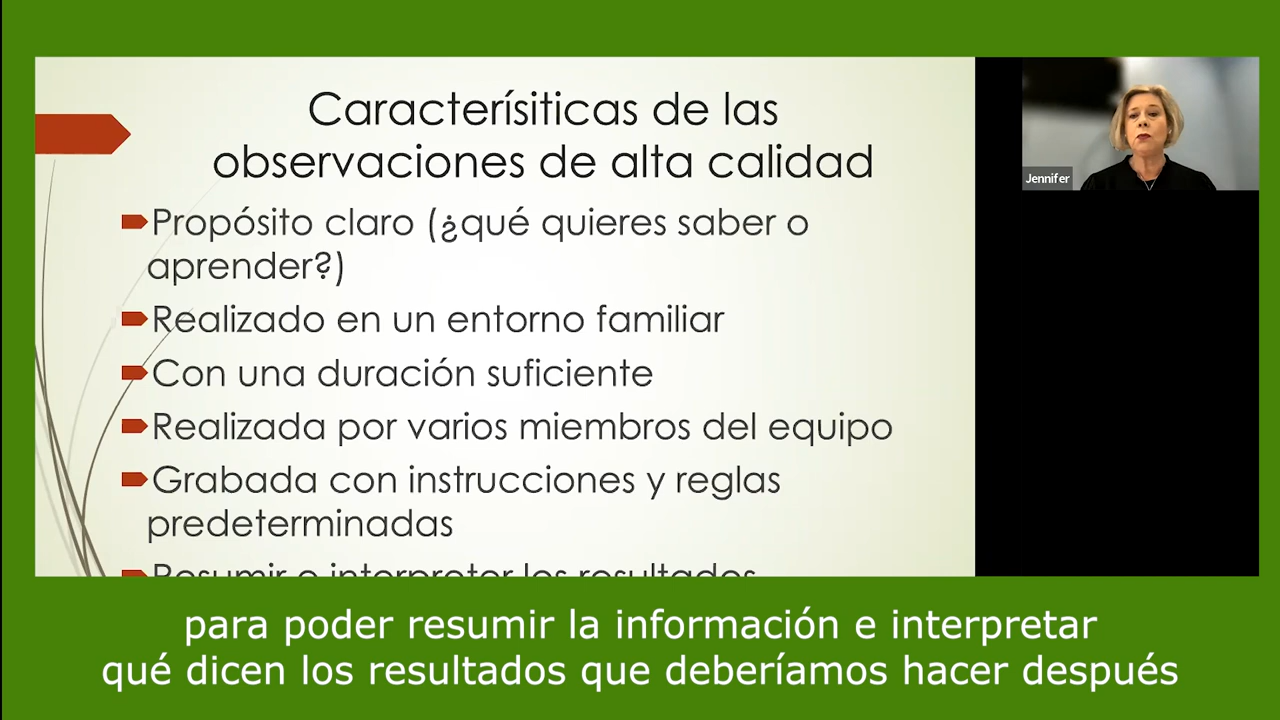 Caracterísiticas de las
observaciones de alta calidad
Propósito claro (¿qué quieres saber o
aprender?)
Realizado en un entorno familiar
Con una duración suficiente
Realizada por varios miembros del equipo
Grabada con instrucciones y reglas
predeterminadas
Resumir e interpretar los resultados
Jennifer
para poder resumir la información e interpretar
qué dicen los resultados que deberíamos hacer después